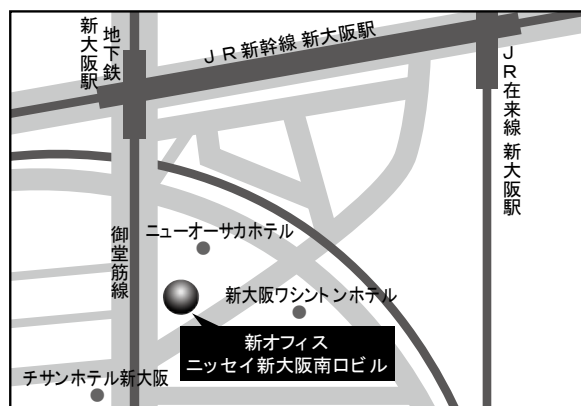 地下鉄
新大阪駅
ＪＲ新幹線 新大阪駅
ＪＲ在来線 新大阪駅
御堂筋線
ニューオーサカホテル
新大阪ワシントンホテル
新オフィス
ニッセイ新大阪南口ビル
チサンホテル新大阪